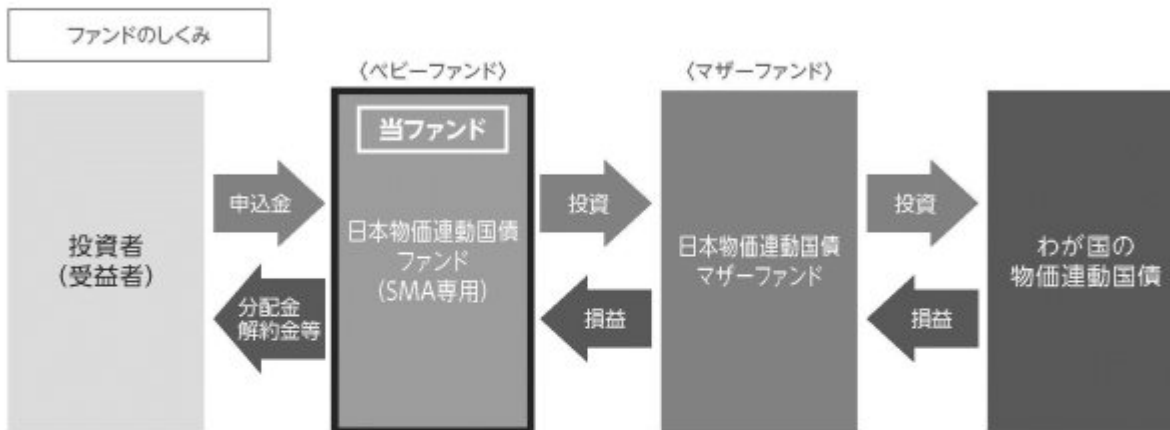 ファンドのしくみ
〈ベビーファンド〉
〈マザーファンド〉
投資者
（受益者）
申込金
分配金
解約金等
当ファンド
日本物価連動国債
ファンド
（SMA専用）
投資
損益
日本物価連動国債
マザーファンド
投資
損益
わが国の
物価連動国債